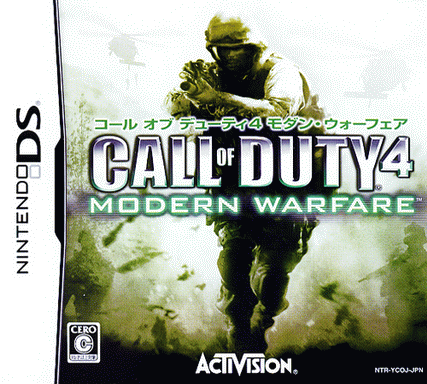 NINTENDO DS
コール オブ デューティ4 モダン・ウォーフェア
CALL OF DUTY 4
MODERN WARFARE™
CERO
C
ACTIVISION®
NTR-YCOJ-JPN